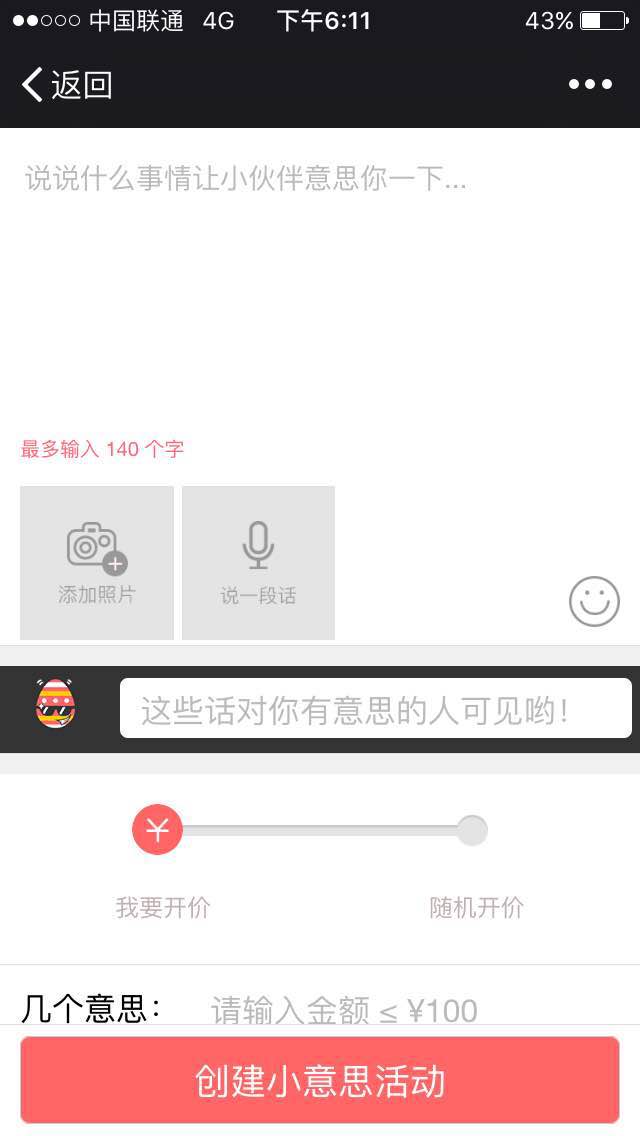 中国联通 4G 下午6:11 43%
返回
说说什么事情让小伙伴意思你一下...
最多输入 140 个字
添加照片 说一段话
这些话对你有意思的人可见哟！
¥
我要开价 随机开价
几个意思： 请输入金额 ≤ ¥100
创建小意思活动